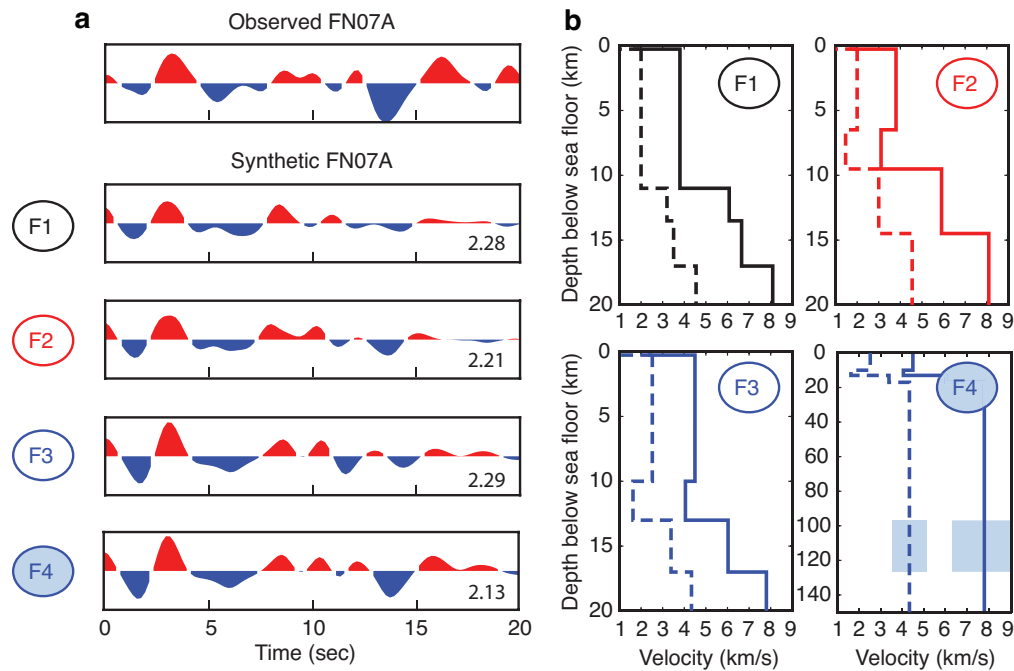 a
Observed FN07A
Synthetic FN07A
F1
2.28
F2
2.21
F3
2.29
F4
2.13
0 5 10 15 20
Time (sec)
b
Depth below sea floor (km)
0
5
10
15
20
F1
1 2 3 4 5 6 7 8 9
0
5
10
15
20
F2
1 2 3 4 5 6 7 8 9
Depth below sea floor (km)
0
5
10
15
20
F3
1 2 3 4 5 6 7 8 9
Velocity (km/s)
0
20
40
60
80
100
120
140
F4
1 2 3 4 5 6 7 8 9
Velocity (km/s)